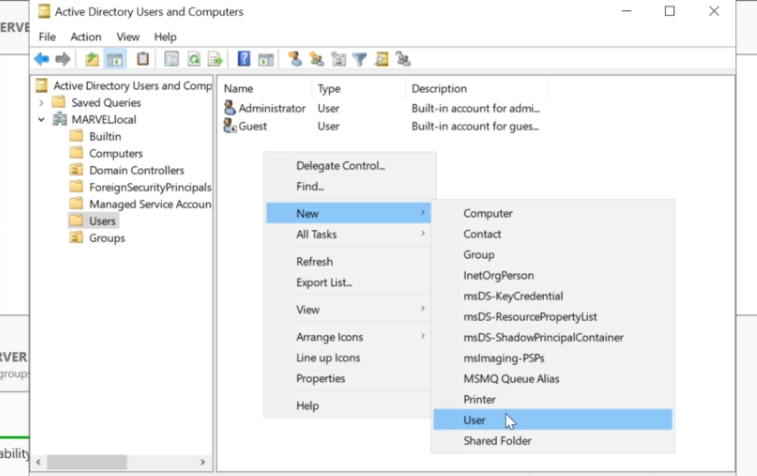 Active Directory Users and Computers
File Action View Help
Active Directory Users and Comp
Saved Queries
MARVEL.local
Builtin
Computers
Domain Controllers
ForeignSecurityPrincipals
Managed Service Accoun
Users
Groups
Name Type Description
Administrator User Built-in account for admi...
Guest User Built-in account for gues...
Delegate Control...
Find...
New
All Tasks
Refresh
Export List...
View
Arrange Icons
Line up Icons
Properties
Help
Computer
Contact
Group
InetOrgPerson
msDS-KeyCredential
msDS-ResourcePropertyList
msDS-ShadowPrincipalContainer
msImaging-PSPs
MSMQ Queue Alias
Printer
User
Shared Folder
ERVE
RVER
groups
ability